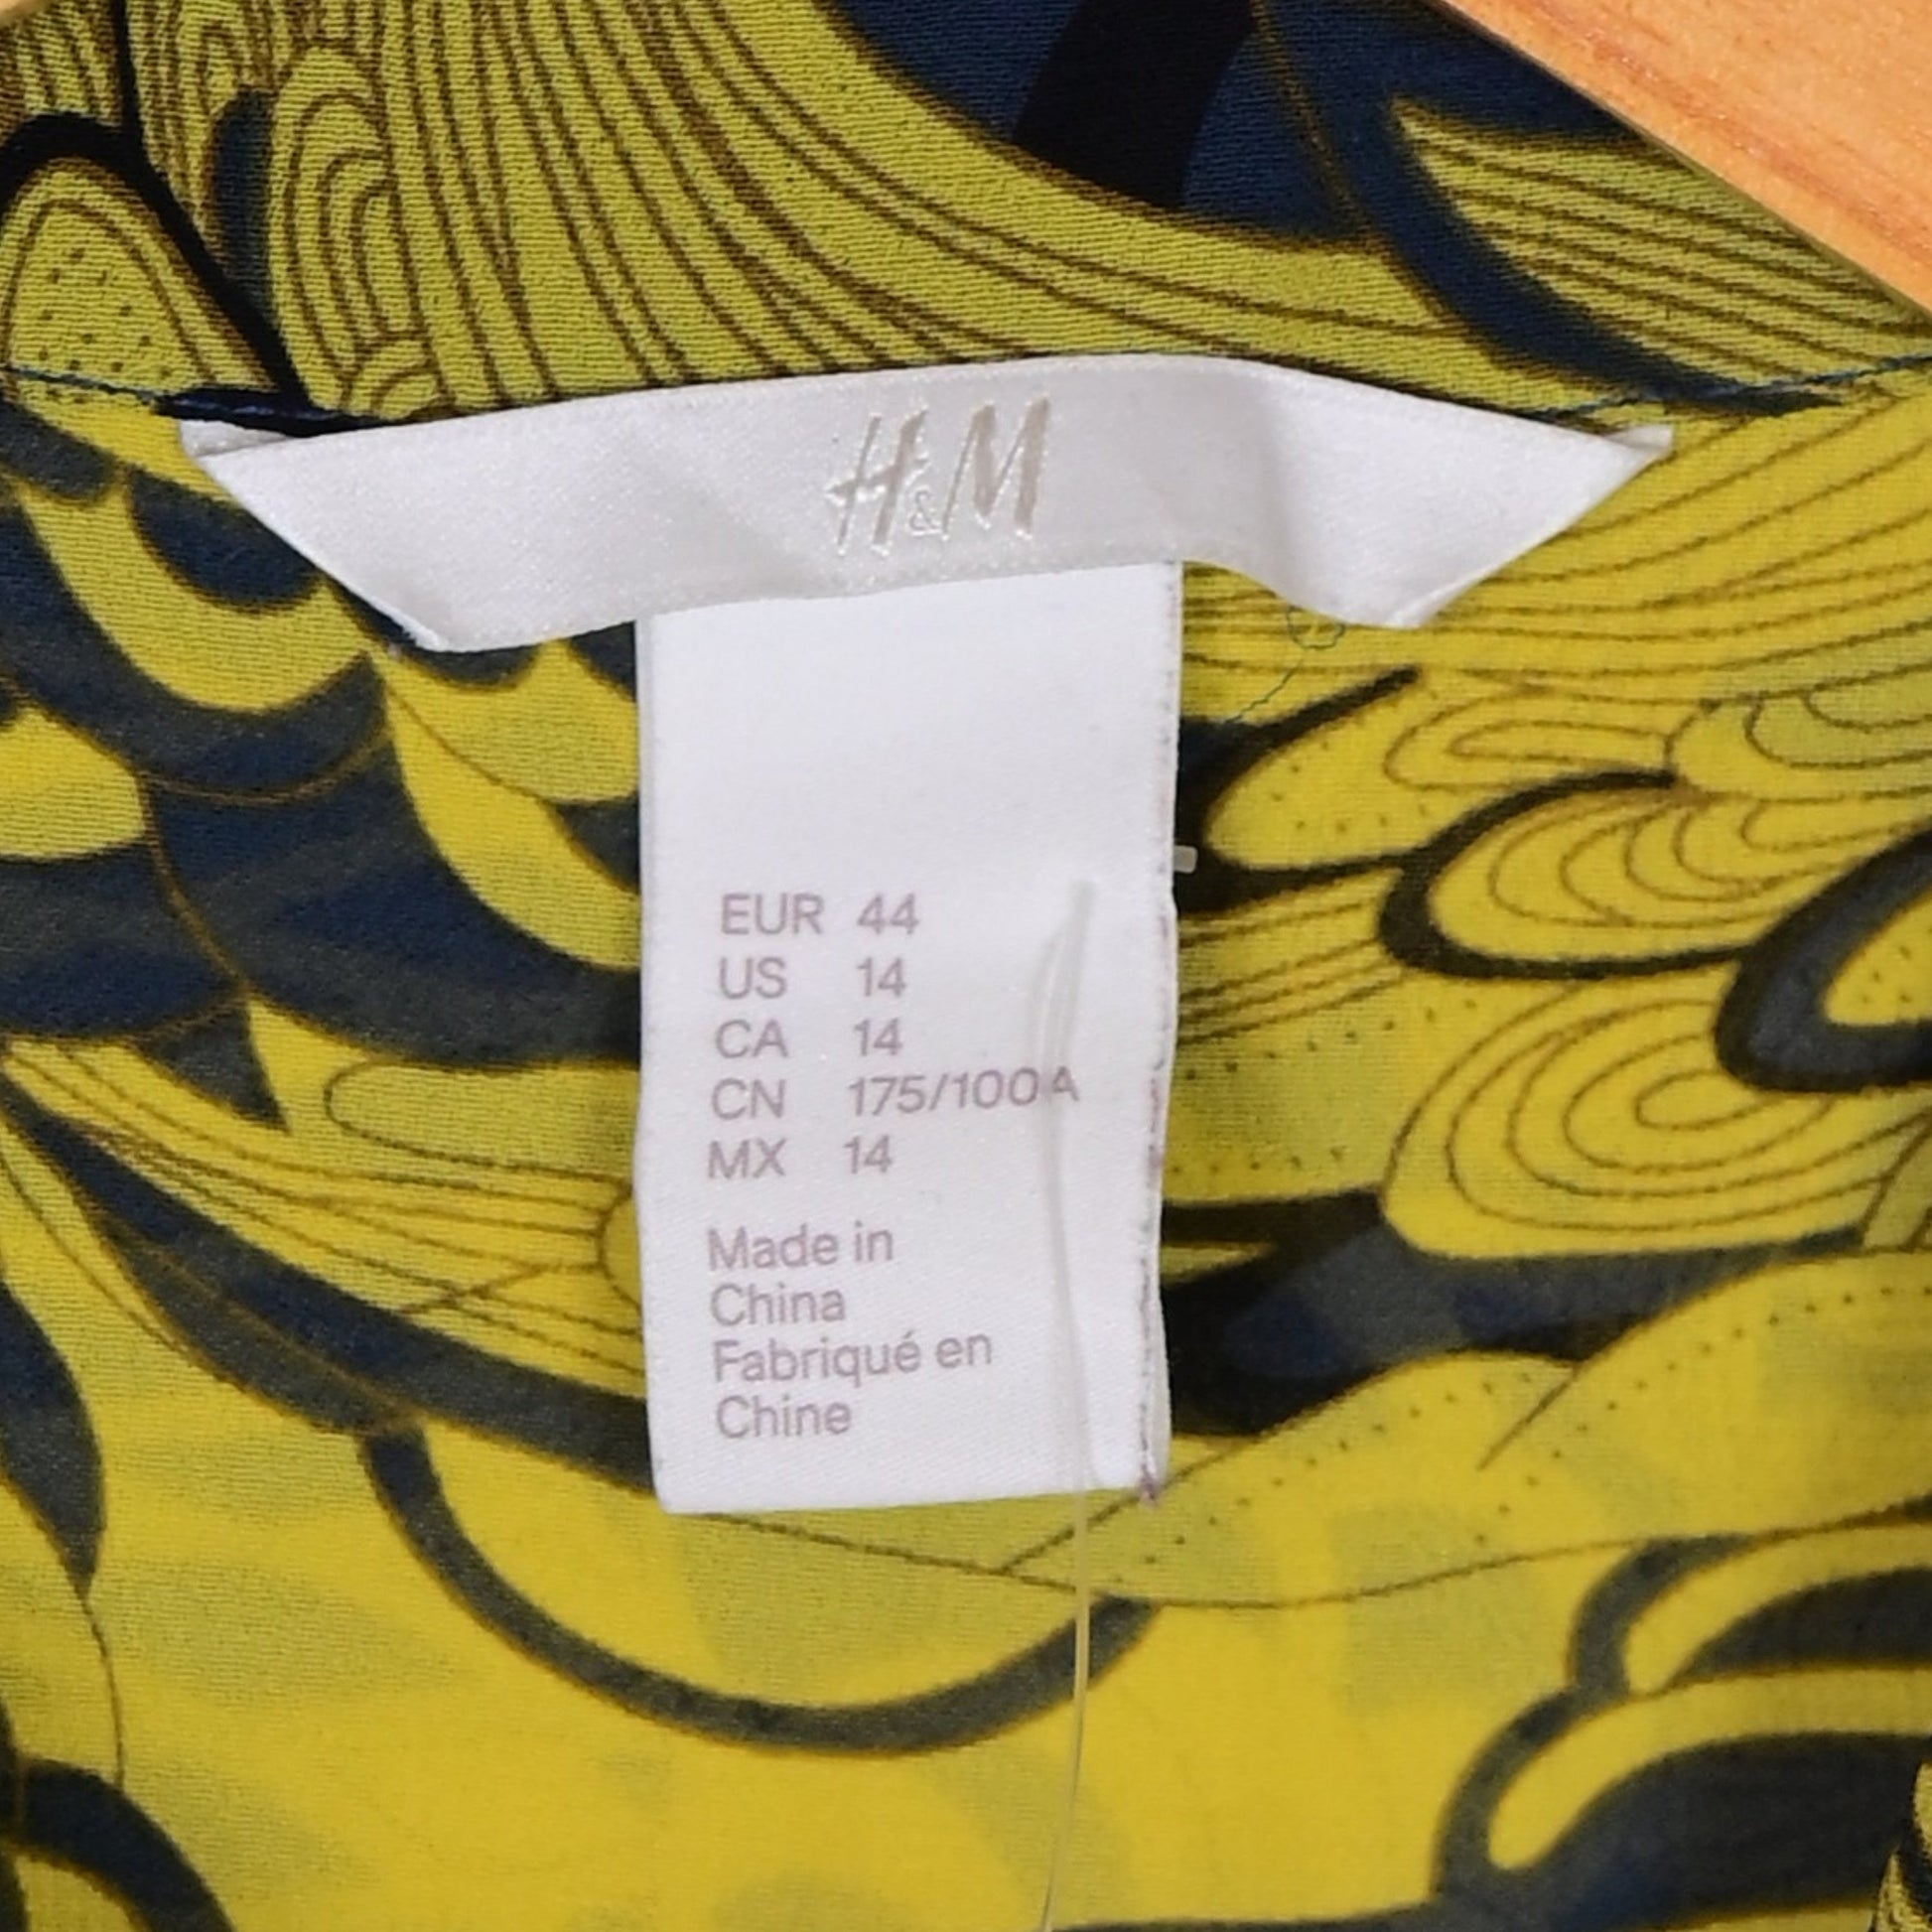 H&M
EUR 44
US 14
CA 14
CN 175/100A
MX 14
Made in
China
Fabriqué en
Chine